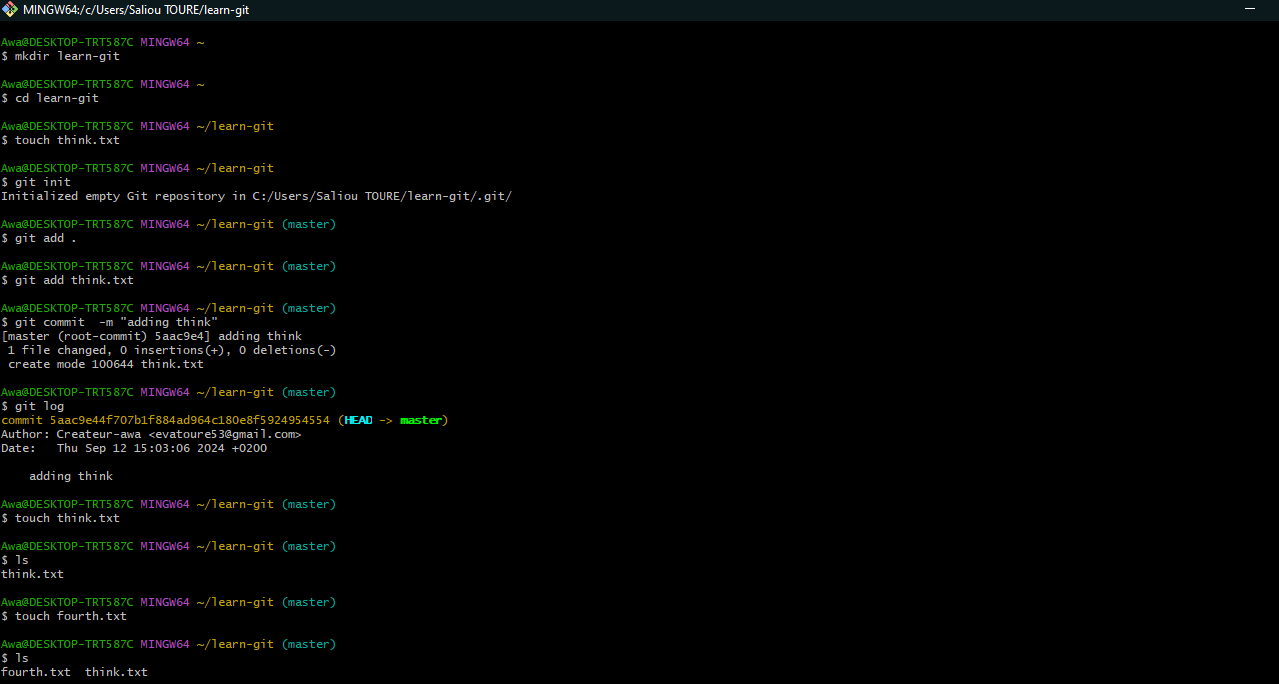 MINGW64:/c/Users/Saliou TOURE/learn-git
Awa@DESKTOP-TRT587C MINGW64 ~
$ mkdir learn-git
Awa@DESKTOP-TRT587C MINGW64 ~
$ cd learn-git
Awa@DESKTOP-TRT587C MINGW64 ~/learn-git
$ touch think.txt
Awa@DESKTOP-TRT587C MINGW64 ~/learn-git
$ git init
Initialized empty Git repository in C:/Users/Saliou TOURE/learn-git/.git/
Awa@DESKTOP-TRT587C MINGW64 ~/learn-git (master)
$ git add .
Awa@DESKTOP-TRT587C MINGW64 ~/learn-git (master)
$ git add think.txt
Awa@DESKTOP-TRT587C MINGW64 ~/learn-git (master)
$ git commit  -m "adding think"
[master (root-commit) 5aac9e4] adding think
 1 file changed, 0 insertions(+), 0 deletions(-)
 create mode 100644 think.txt
Awa@DESKTOP-TRT587C MINGW64 ~/learn-git (master)
$ git log
commit 5aac9e44f707b1f884ad964c180e8f5924954554 (HEAD -> master)
Author: Createur-awa <evatoure53@gmail.com>
Date:   Thu Sep 12 15:03:06 2024 +0200
    adding think
Awa@DESKTOP-TRT587C MINGW64 ~/learn-git (master)
$ touch think.txt
Awa@DESKTOP-TRT587C MINGW64 ~/learn-git (master)
$ ls
think.txt
Awa@DESKTOP-TRT587C MINGW64 ~/learn-git (master)
$ touch fourth.txt
Awa@DESKTOP-TRT587C MINGW64 ~/learn-git (master)
$ ls
fourth.txt  think.txt